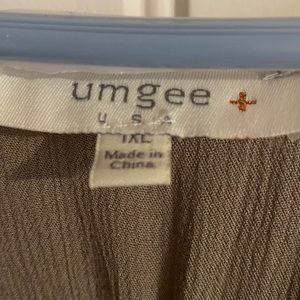 umgee +
usa
1XL
Made in
China